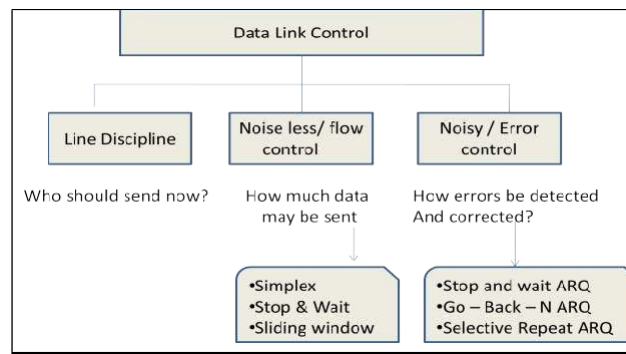 Data Link Control
Line Discipline
Noise less/ flow
control
Noisy / Error
control
Who should send now?
How much data
may be sent
How errors be detected
And corrected?
•Simplex
•Stop & Wait
•Sliding window
•Stop and wait ARQ
•Go – Back – N ARQ
•Selective Repeat ARQ